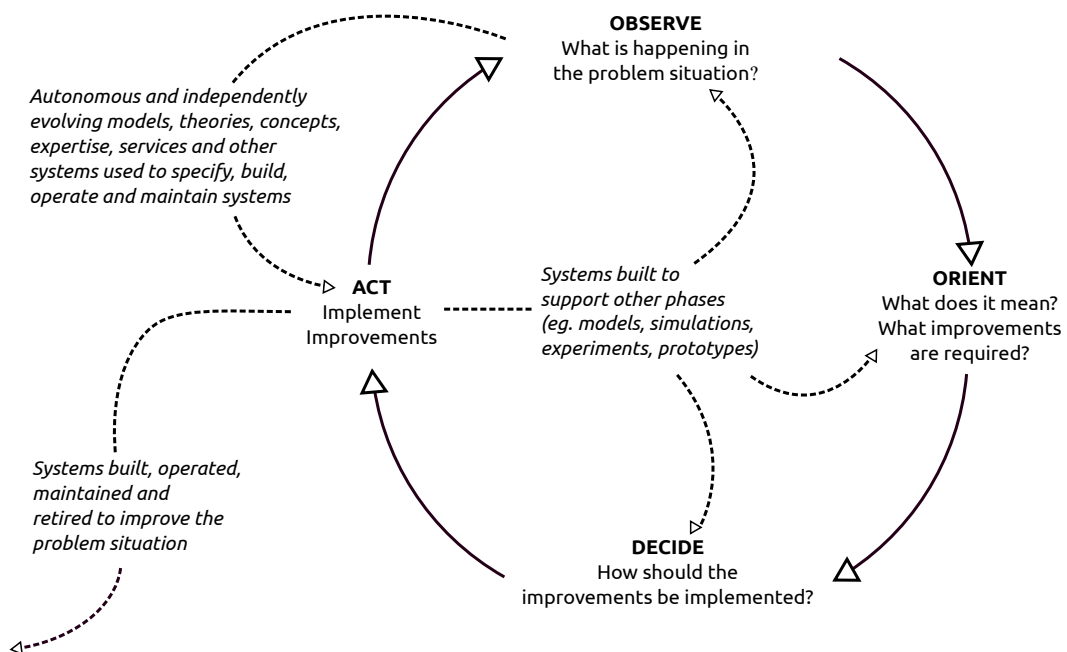 OBSERVE
What is happening in
the problem situation?
Autonomous and independently
evolving models, theories, concepts,
expertise, services and other
systems used to specify, build,
operate and maintain systems
ORIENT
What does it mean?
What improvements
are required?
Systems built to
support other phases
(eg. models, simulations,
experiments, prototypes)
ACT
Implement
Improvements
Systems built, operated,
maintained and
retired to improve the
problem situation
DECIDE
How should the
improvements be implemented?